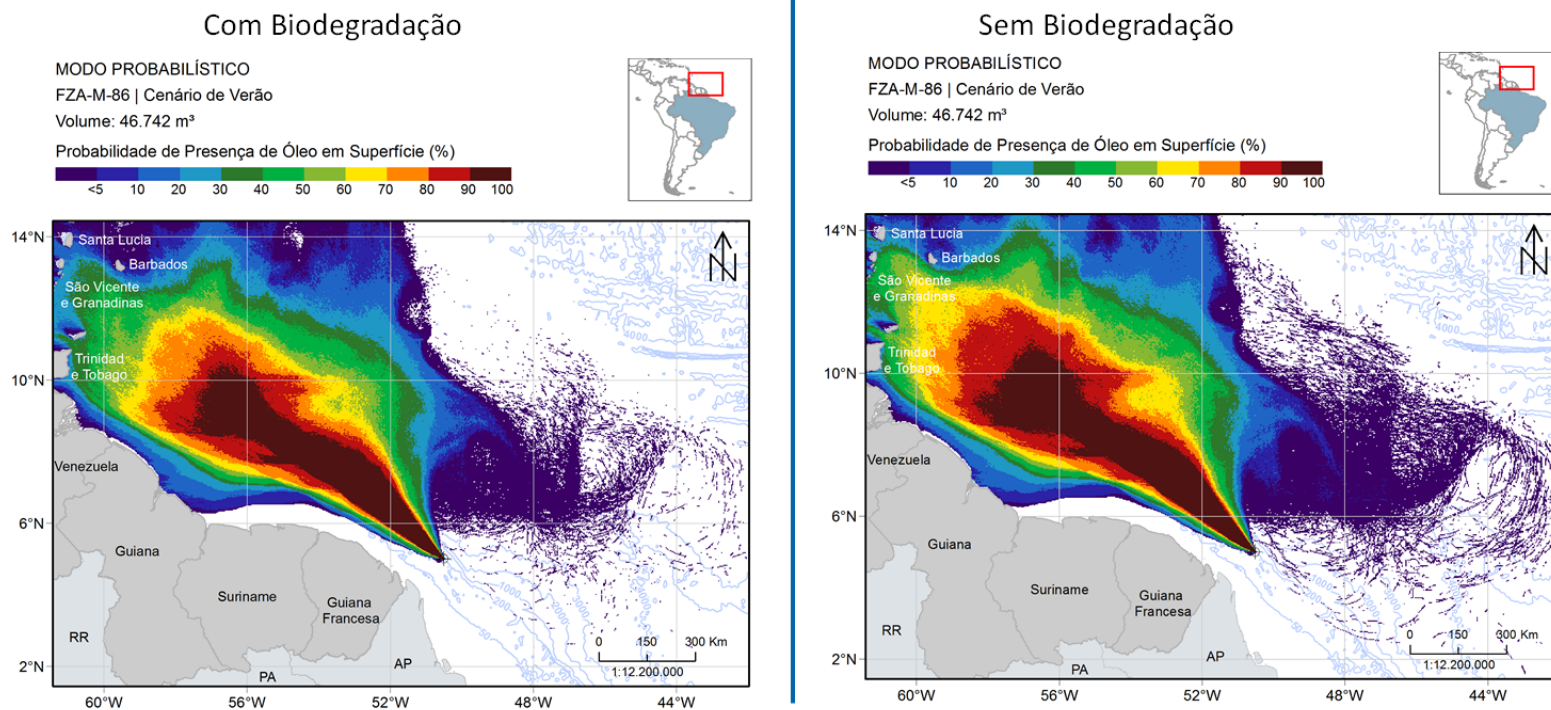 Com Biodegradação
MODO PROBABILÍSTICO
FZA-M-86 | Cenário de Verão
Volume: 46.742 m³
Probabilidade de Presença de Óleo em Superfície (%)
<5 10 20 30 40 50 60 70 80 90 100
14°N
Santa Lucia
Barbados
São Vicente
e Granadinas
Trinidad
e Tobago
10°N
Venezuela
6°N
Guiana
Suriname
Guiana
Francesa
RR
PA
AP
2°N
0 150 300 Km
1:12.200.000
60°W 56°W 52°W 48°W 44°W
Sem Biodegradação
MODO PROBABILÍSTICO
FZA-M-86 | Cenário de Verão
Volume: 46.742 m³
Probabilidade de Presença de Óleo em Superfície (%)
<5 10 20 30 40 50 60 70 80 90 100
14°N
Santa Lucia
Barbados
São Vicente
e Granadinas
Trinidad
e Tobago
10°N
Venezuela
6°N
Guiana
Suriname
Guiana
Francesa
RR
PA
AP
2°N
0 150 300 Km
1:12.200.000
60°W 56°W 52°W 48°W 44°W